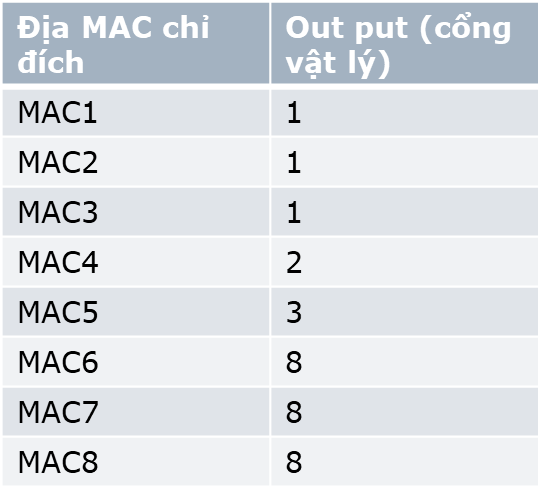 Địa MAC chỉ đích Out put (cổng vật lý)
MAC1 1
MAC2 1
MAC3 1
MAC4 2
MAC5 3
MAC6 8
MAC7 8
MAC8 8